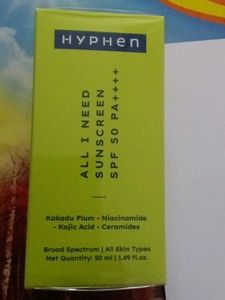 HYPHEN
ALL I NEED
SUNSCREEN
SPF 50 PA++++
Kakadu Plum - Niacinamide
- Kojic Acid - Ceramides
Broad Spectrum | All Skin Types
Net Quantity: 50 ml | 1.69 fl.oz.